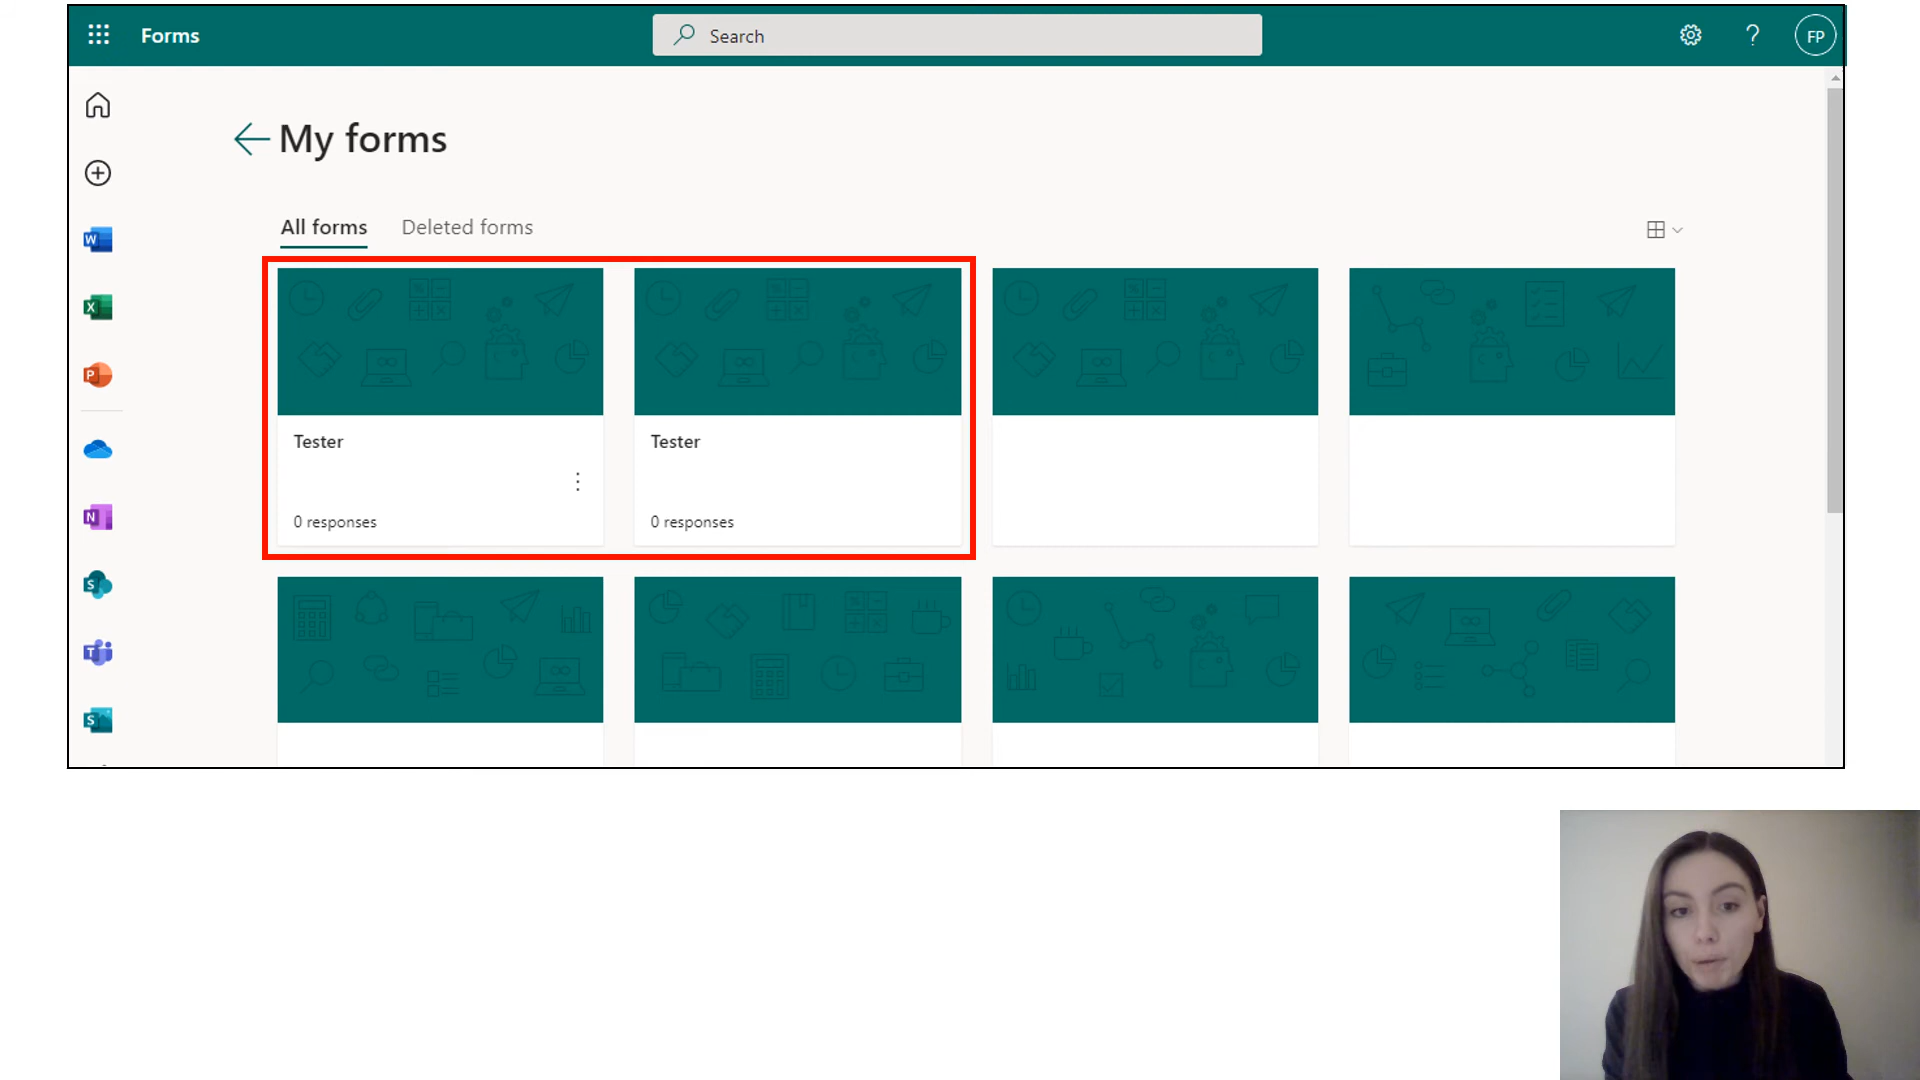 Forms
Search
FP
My forms
All forms
Deleted forms
Tester
0 responses
Tester
0 responses
W
X
P
N
S
T
S